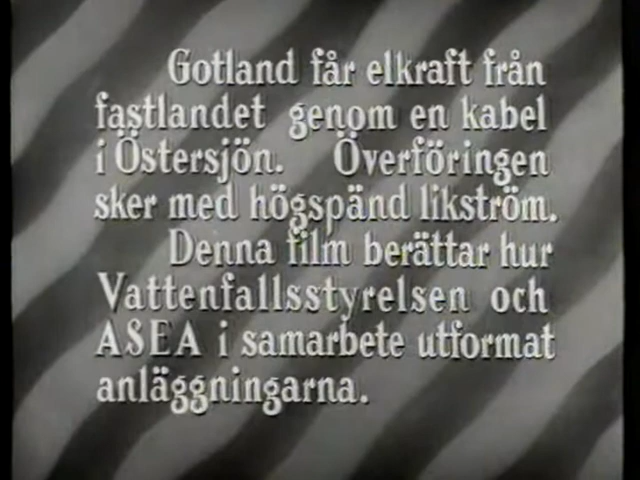 Gotland får elkraft från
fastlandet genom en kabel
i Östersjön. Överföringen
sker med högspänd likström.
Denna film berättar hur
Vattenfallsstyrelsen och
ASEA i samarbete utformat
anläggningarna.